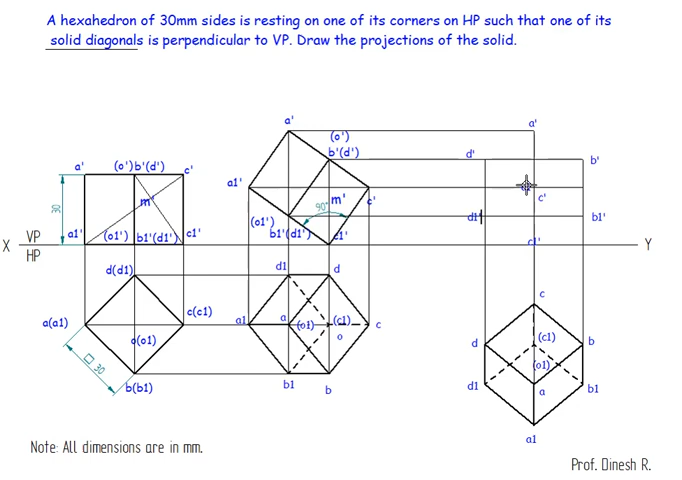 A hexahedron of 30mm sides is resting on one of its corners on HP such that one of its
solid diagonals is perpendicular to VP. Draw the projections of the solid.
a' (o')b'(d') c'
m'
30
a1' (o1') b1'(d1') c1'
X VP
HP
d(d1)
c(c1)
a(a1)
o(o1)
□ 30
b(b1)
a'
(o')
b'(d')
a1'
90°
m'
c'
(o1')
b1'(d1')
c1'
d1 d
a1 a (o1) (c1) c
o
b1 b
a'
d' b'
c'
d1' b1'
c1'
Y
c
d (c1) b
(o1)
d1 a b1
a1
Note: All dimensions are in mm.
Prof. Dinesh R.